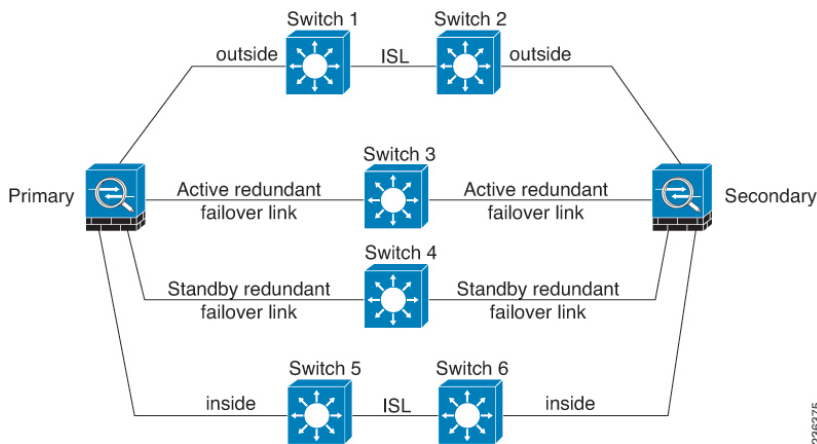 Switch 1
Switch 2
outside
ISL
outside
Switch 3
Primary
Active redundant
failover link
Active redundant
failover link
Secondary
Switch 4
Standby redundant
failover link
Standby redundant
failover link
Switch 5
Switch 6
inside
ISL
inside
236375